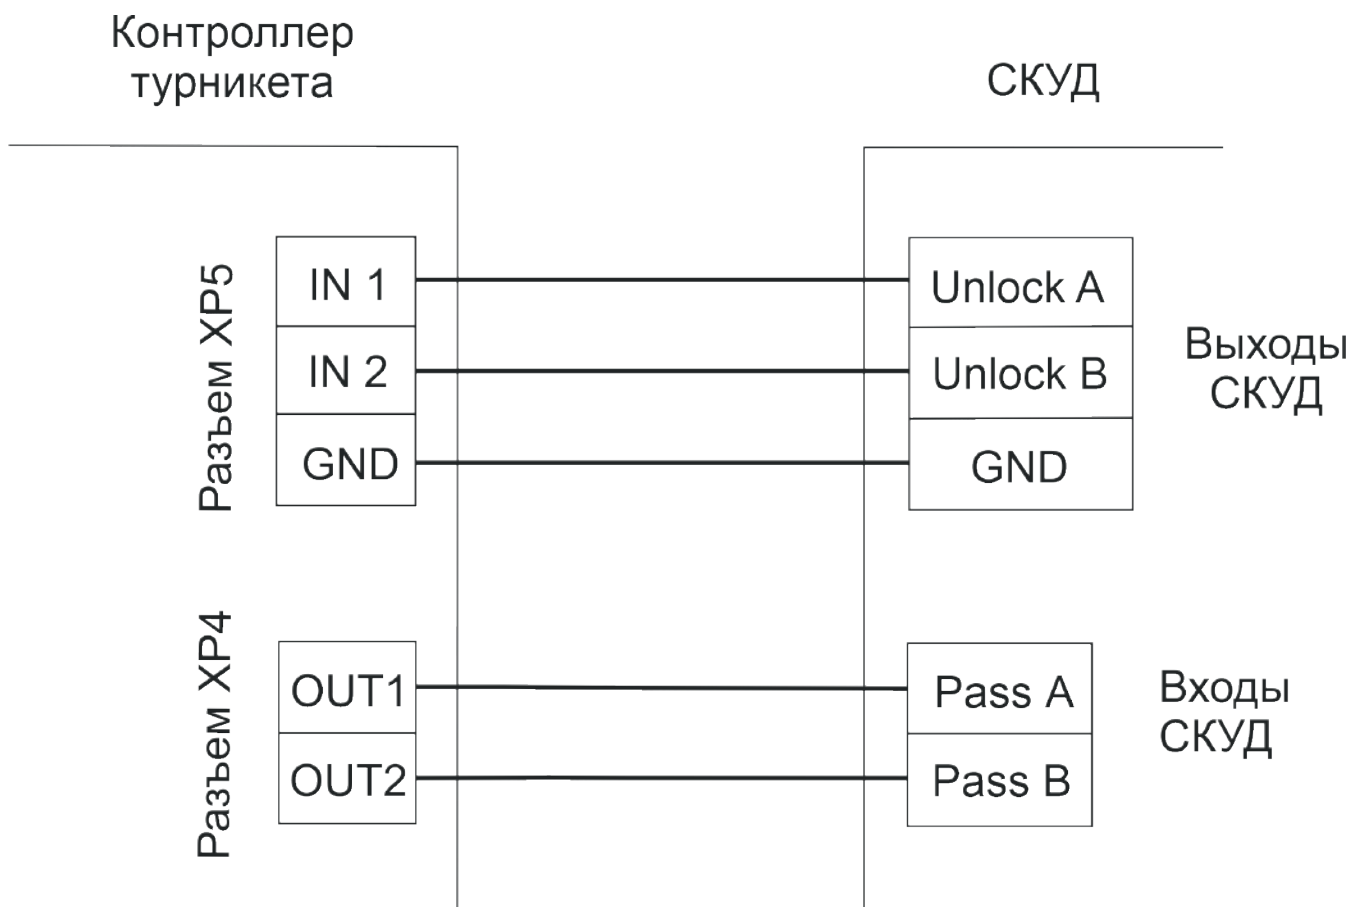 Контроллер
турникета
СКУД
Разъем XP5
IN 1
IN 2
GND
Unlock A
Unlock B
GND
Выходы
СКУД
Разъем XP4
OUT1
OUT2
Pass A
Pass B
Входы
СКУД